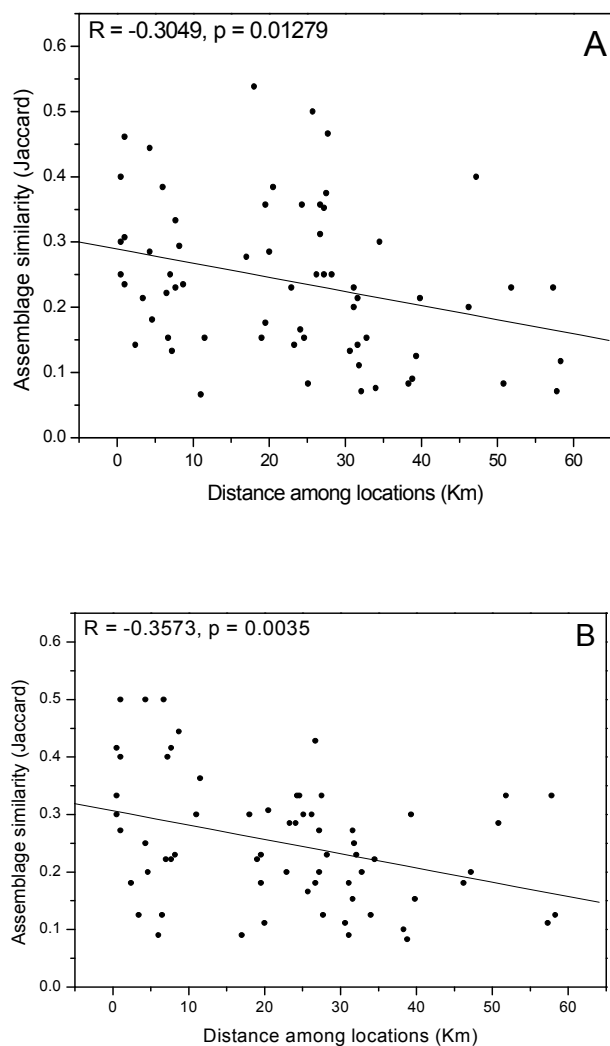 R = -0.3049, p = 0.01279
A
0.6
0.5
0.4
0.3
0.2
0.1
0.0
Assemblage similarity (Jaccard)
0 10 20 30 40 50 60
Distance among locations (Km)
R = -0.3573, p = 0.0035
B
0.6
0.5
0.4
0.3
0.2
0.1
0.0
Assemblage similarity (Jaccard)
0 10 20 30 40 50 60
Distance among locations (Km)